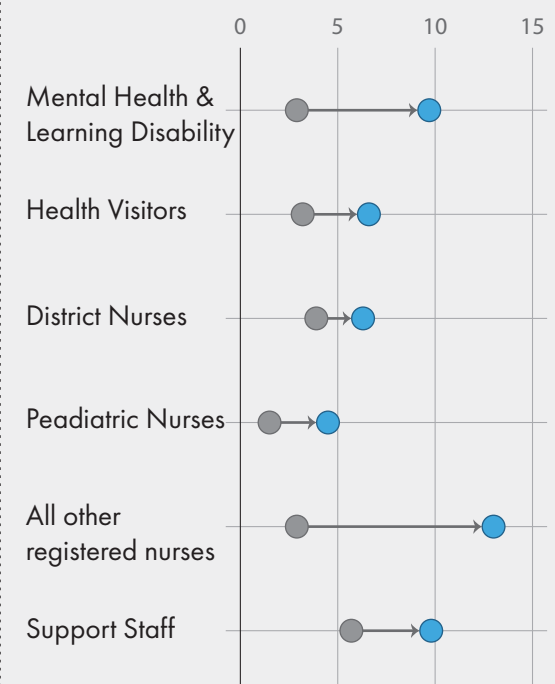 0 5 10 15
Mental Health &
Learning Disability
Health Visitors
District Nurses
Peadiatric Nurses
All other
registered nurses
Support Staff